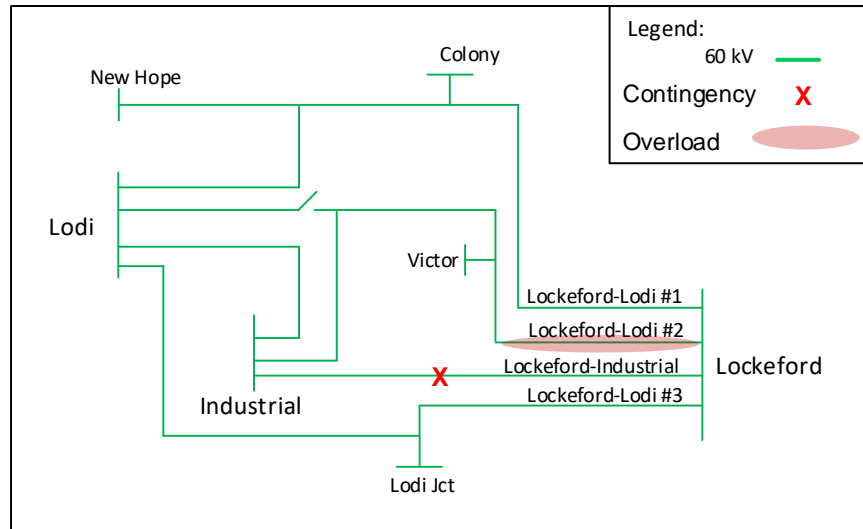 Legend:
60 kV
Contingency X
Overload
Colony
New Hope
Lodi
Victor
Lockeford-Lodi #1
Lockeford-Lodi #2
Lockeford-Industrial
Lockeford
X
Lockeford-Lodi #3
Industrial
Lodi Jct